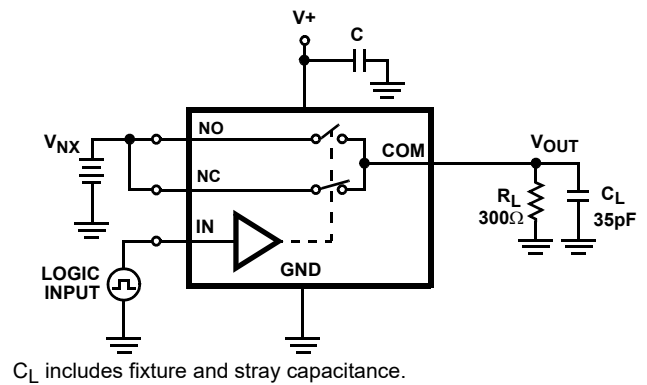 V+
C
V_NX
NO
NC
COM
V_OUT
R_L
300Ω
C_L
35pF
IN
LOGIC
INPUT
GND
C_L includes fixture and stray capacitance.